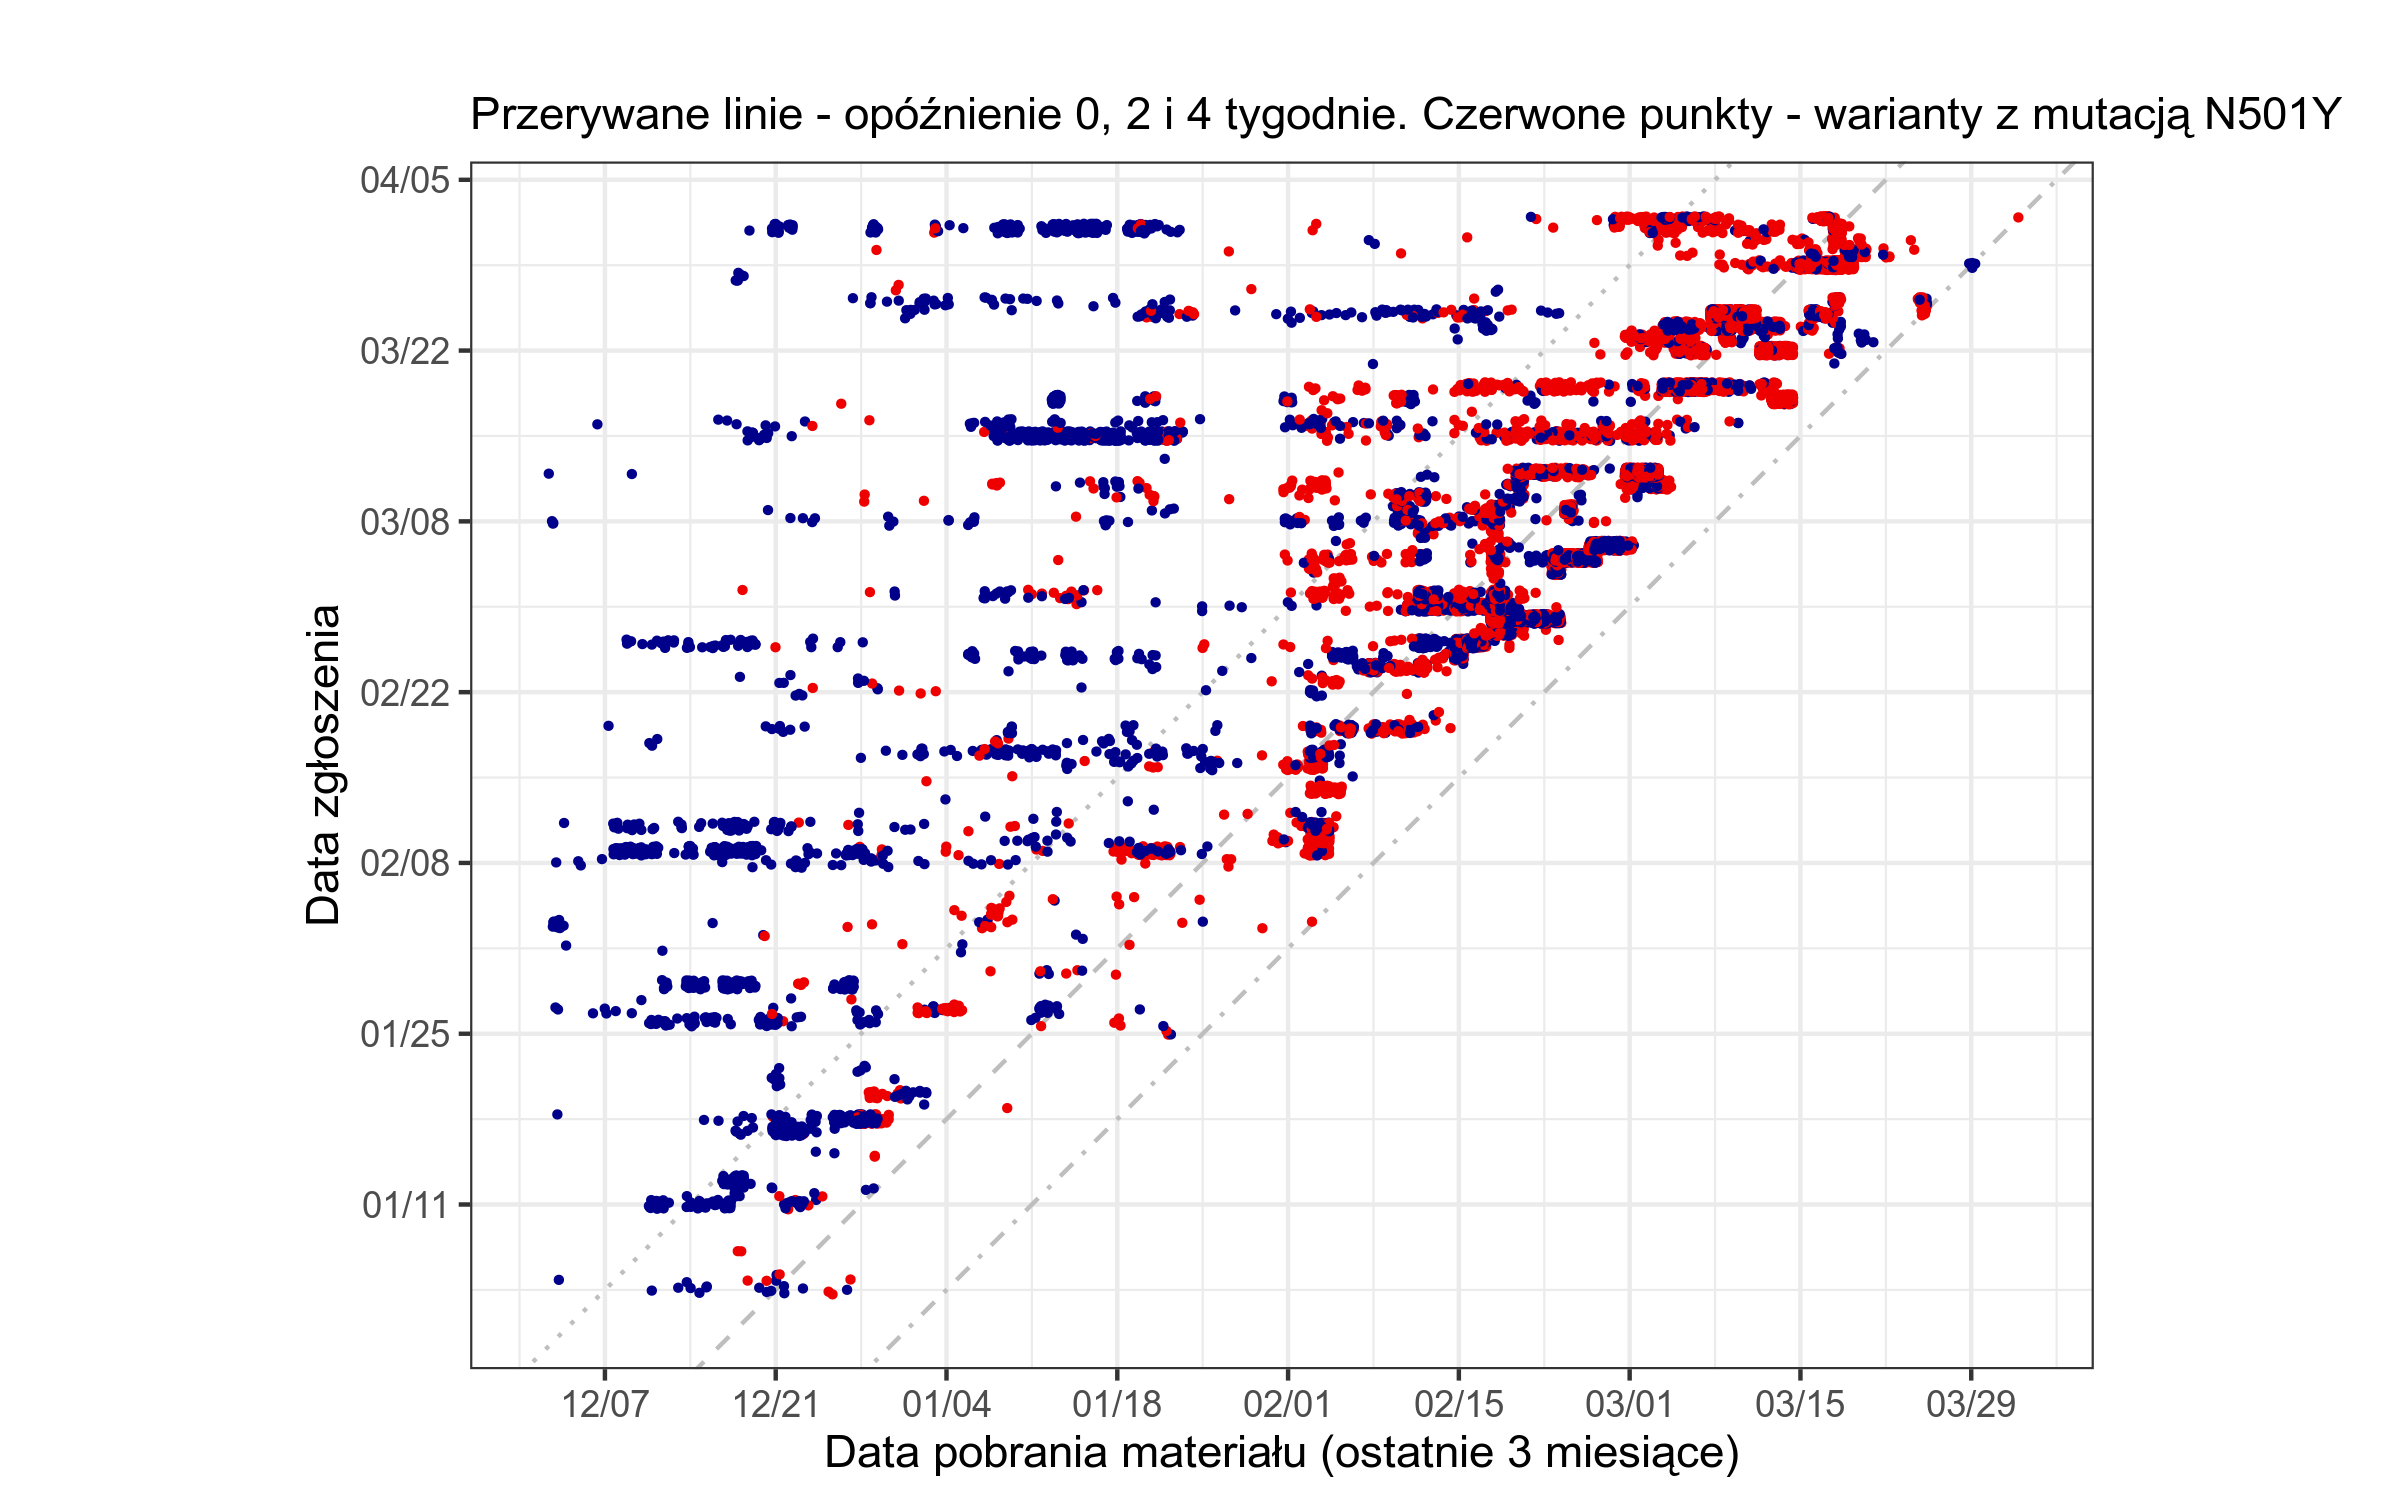 Przerywane linie - opóźnienie 0, 2 i 4 tygodnie. Czerwone punkty - warianty z mutacją N501Y
Data zgłoszenia
04/05
03/22
03/08
02/22
02/08
01/25
01/11
12/07 12/21 01/04 01/18 02/01 02/15 03/01 03/15 03/29
Data pobrania materiału (ostatnie 3 miesiące)